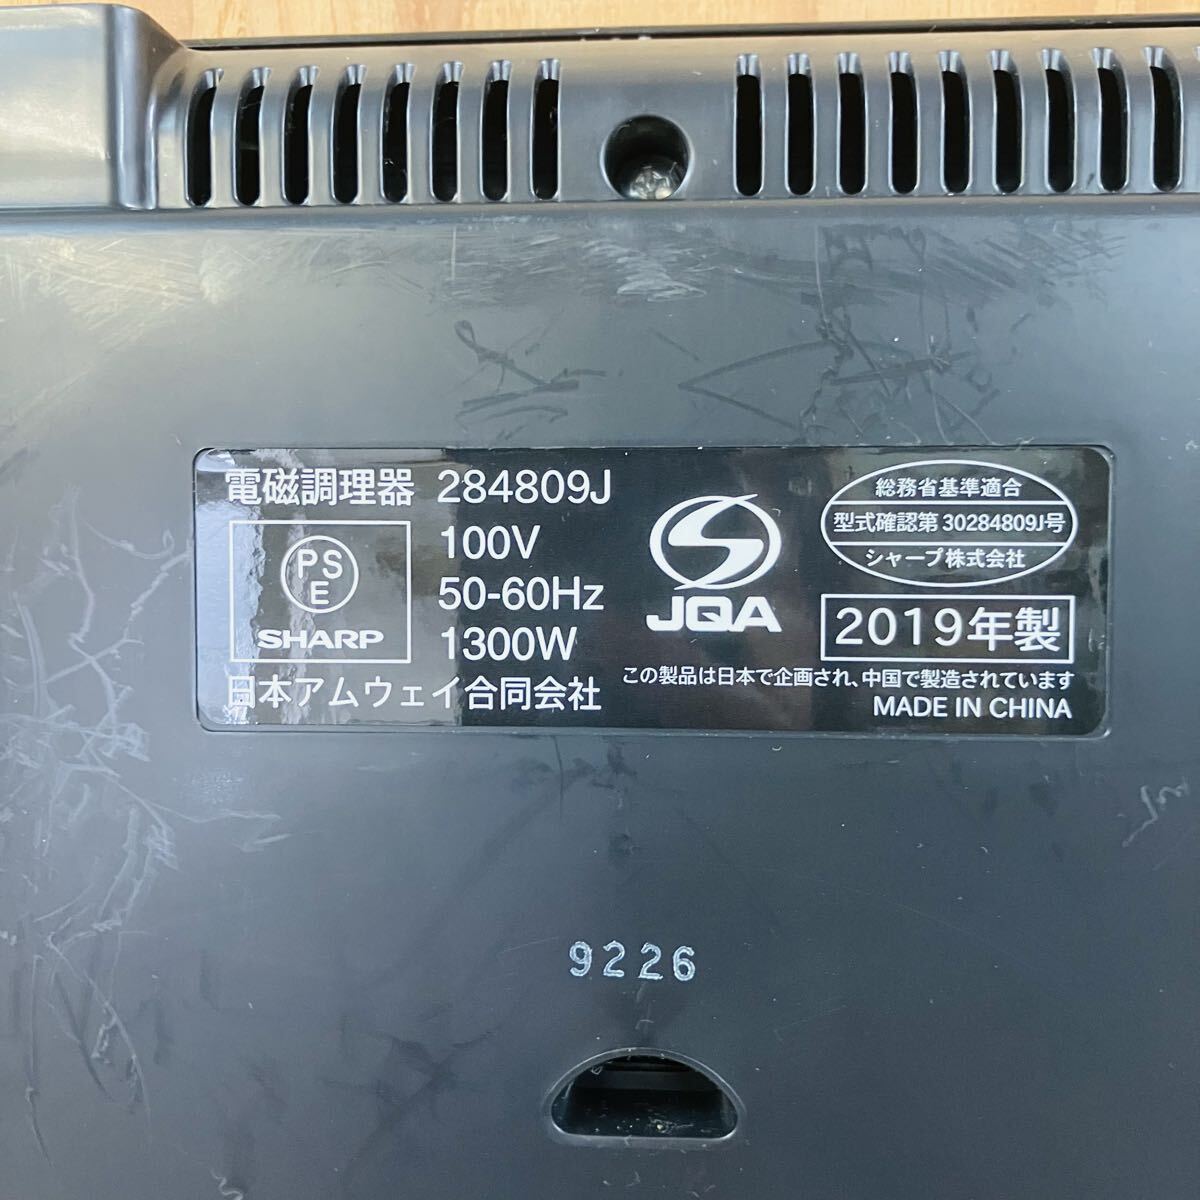 電磁調理器 284809J
PS
E
SHARP
100V
50-60Hz
1300W
日本アムウェイ合同会社
JQA
総務省基準適合
型式確認第 30284809J号
シャープ株式会社
2019年製
この製品は日本で企画され、中国で製造されています
MADE IN CHINA
9226